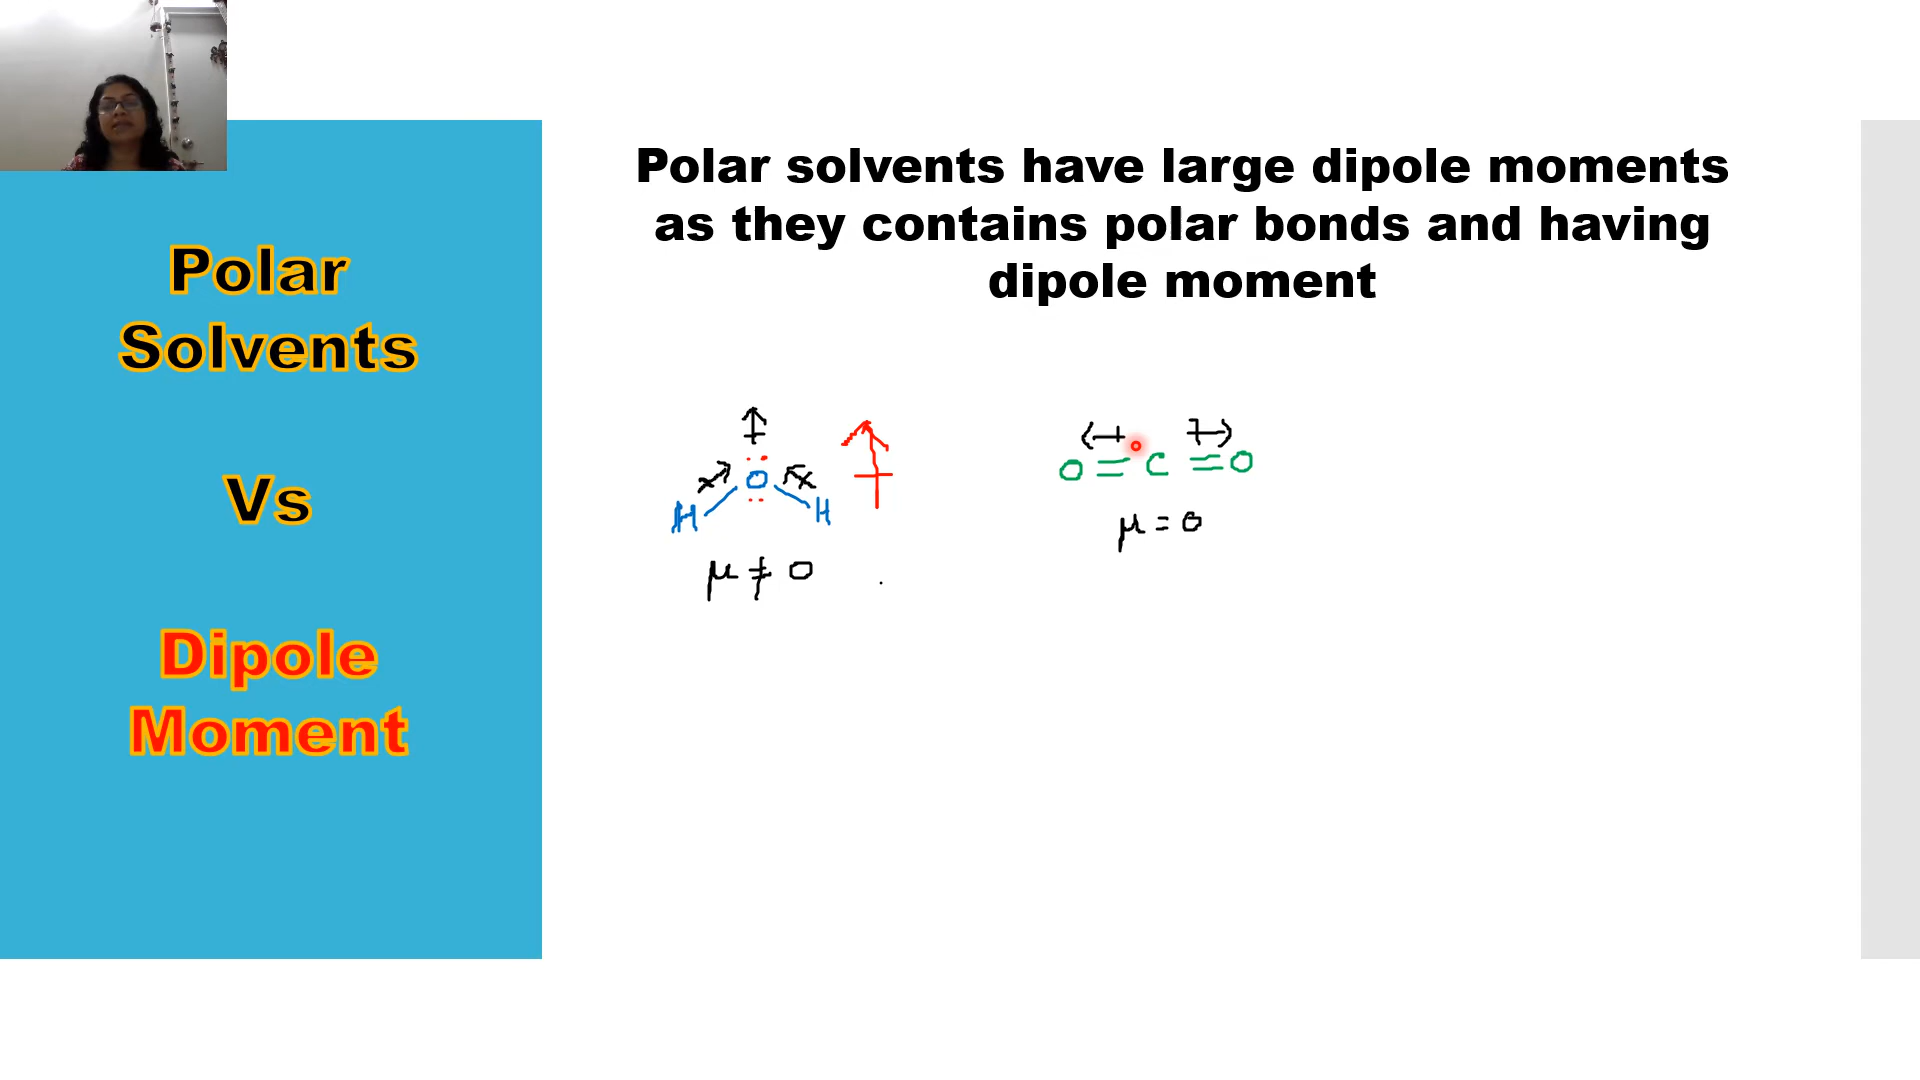 Polar
Solvents
Vs
Dipole
Moment
Polar solvents have large dipole moments
as they contains polar bonds and having
dipole moment
H O H
μ ≠ 0
O = C = O
μ = 0